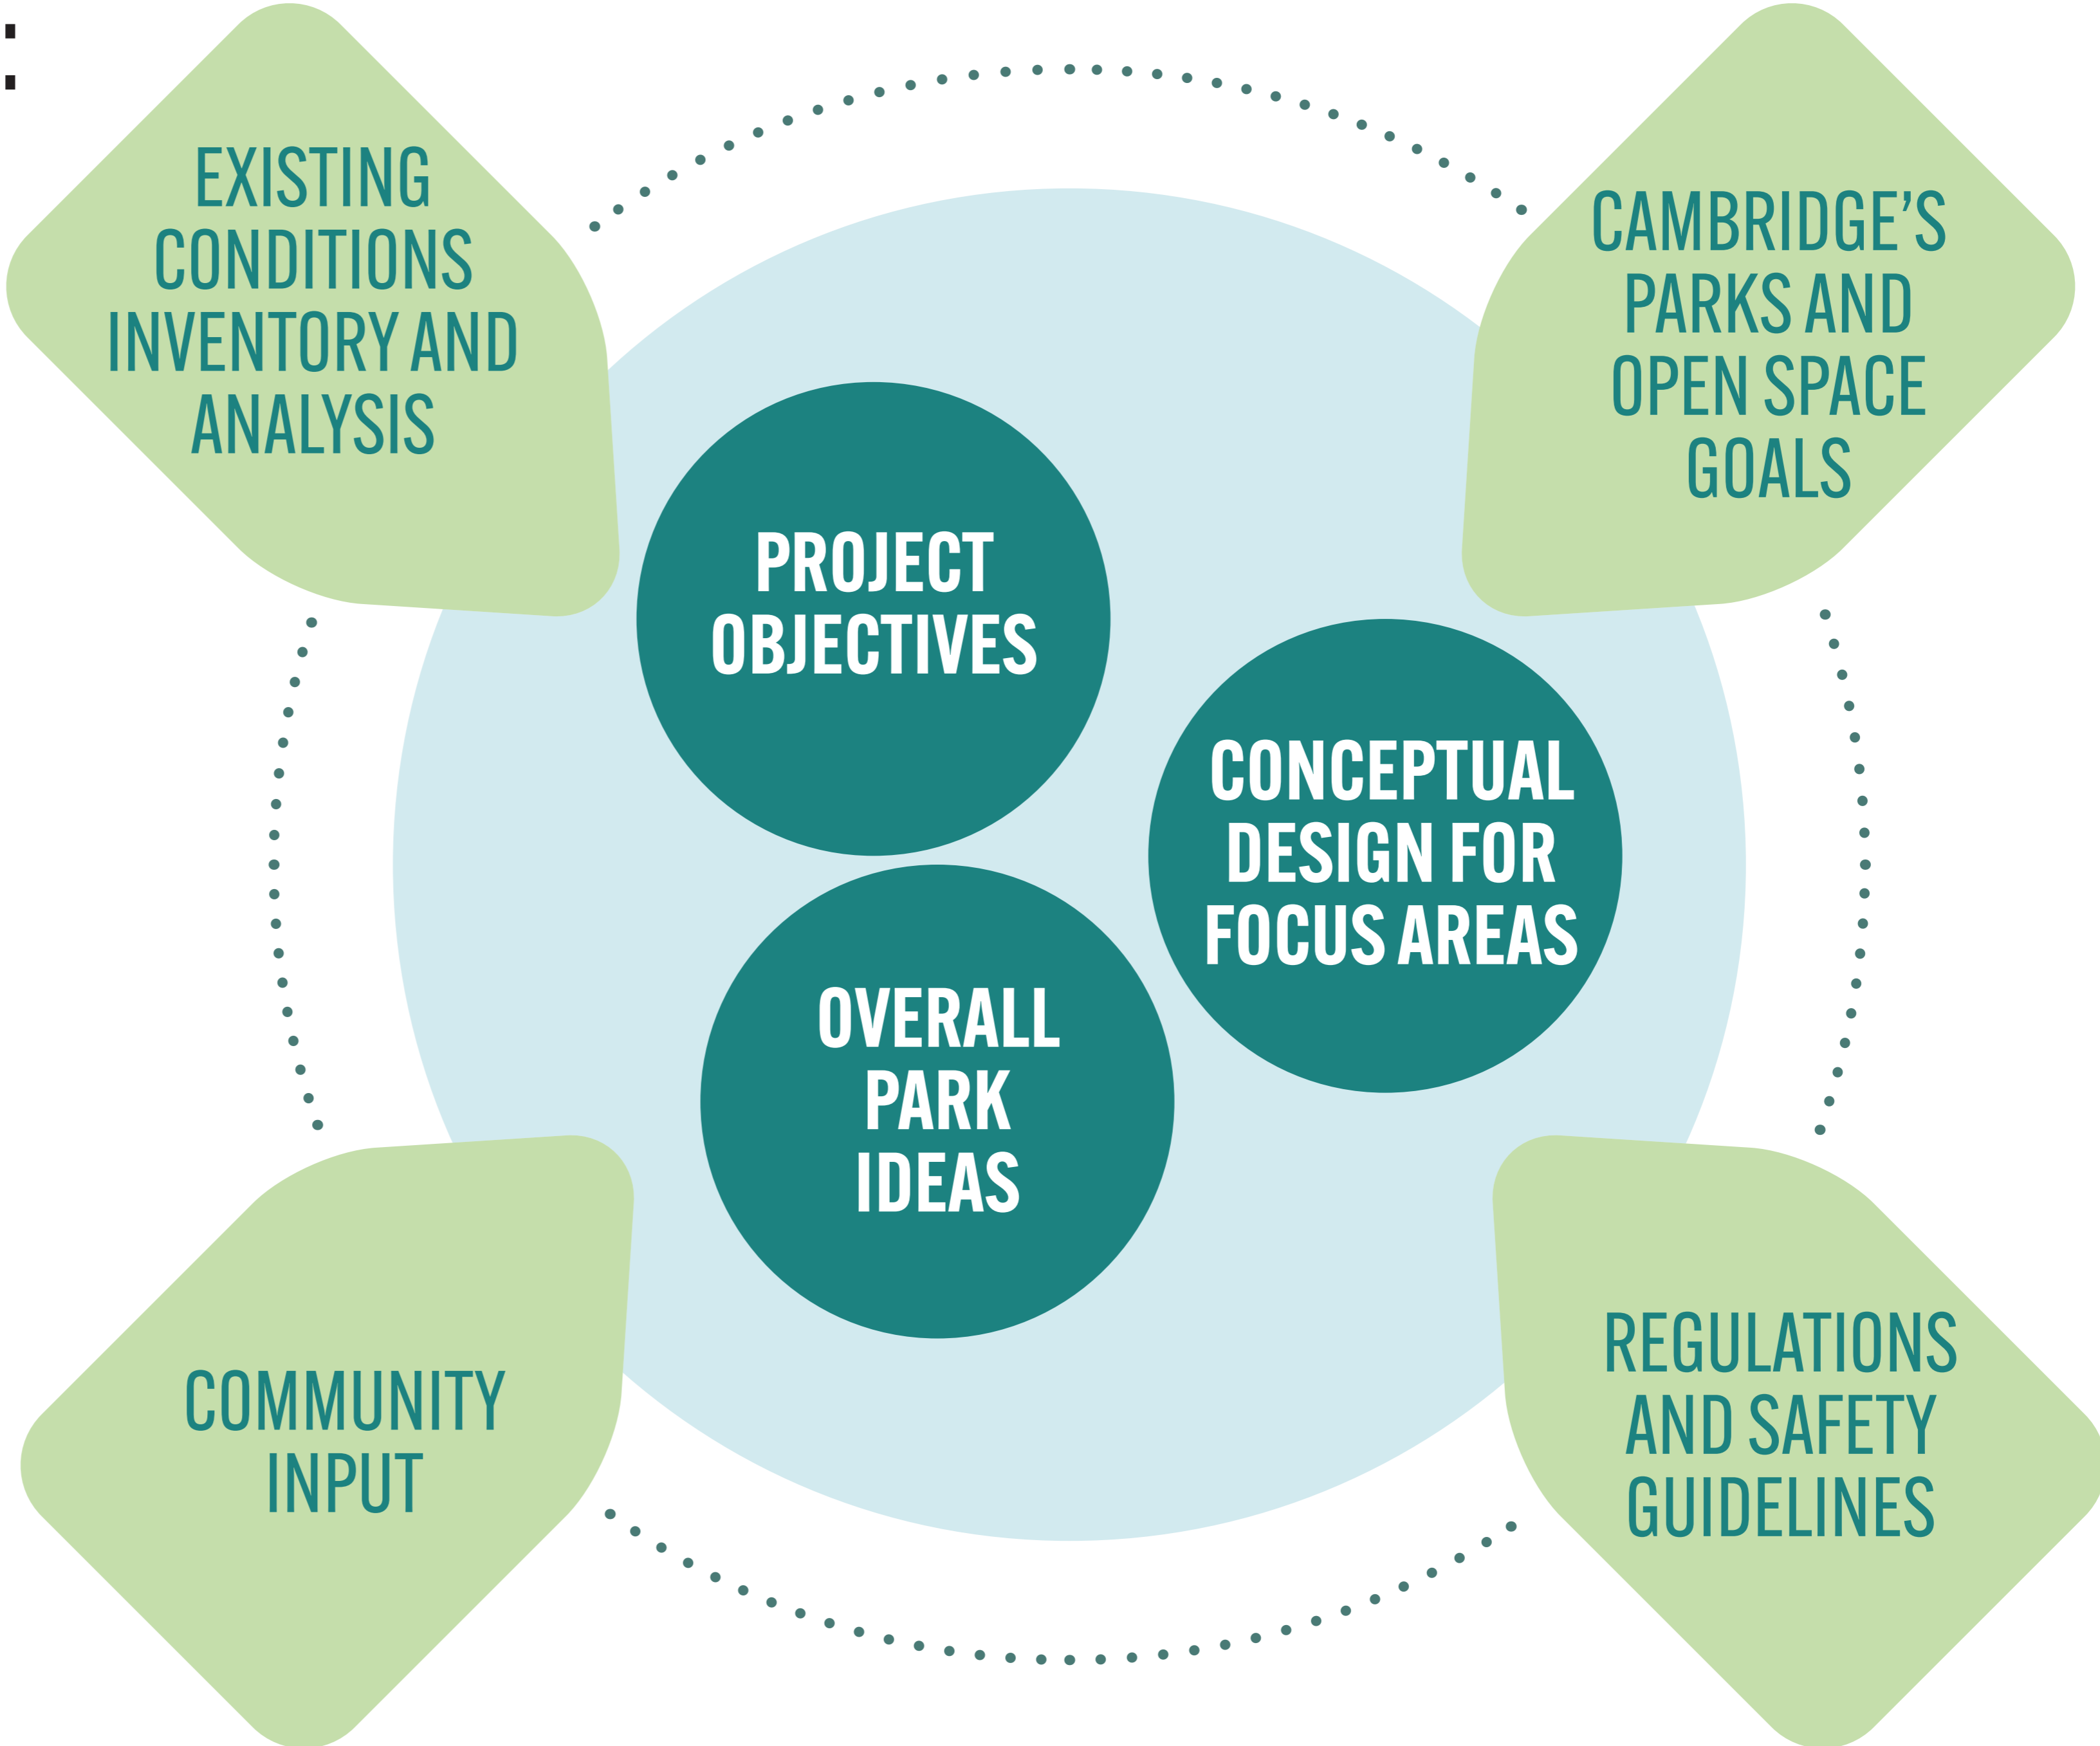 :
:
EXISTING
CONDITIONS
INVENTORY AND
ANALYSIS
CAMBRIDGE'S
PARKS AND
OPEN SPACE
GOALS
PROJECT
OBJECTIVES
CONCEPTUAL
DESIGN FOR
FOCUS AREAS
OVERALL
PARK
IDEAS
COMMUNITY
INPUT
REGULATIONS
AND SAFETY
GUIDELINES